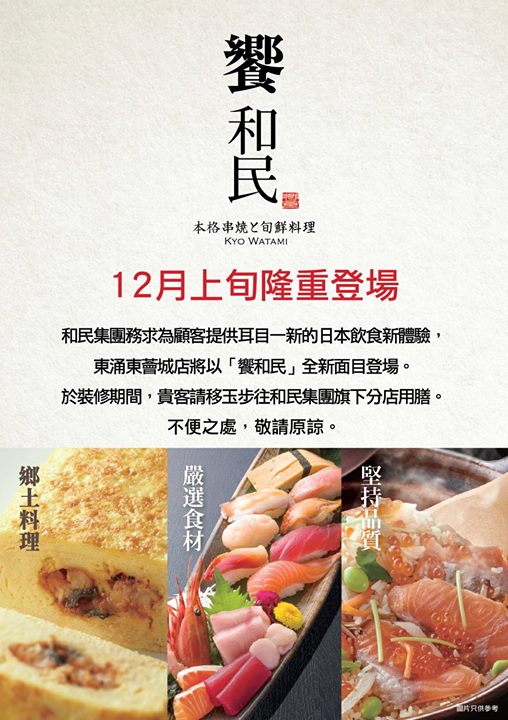 饗
和民
本格串燒と旬鮮料理
KYO WATAMI
12月上旬隆重登場
和民集團務求為顧客提供耳目一新的日本飲食新體驗，
東涌東薈城店將以「饗和民」全新面目登場。
於裝修期間，貴客請移玉步往和民集團旗下分店用膳。
不便之處，敬請原諒。
鄉土料理
嚴選食材
堅持品質
圖片只供參考